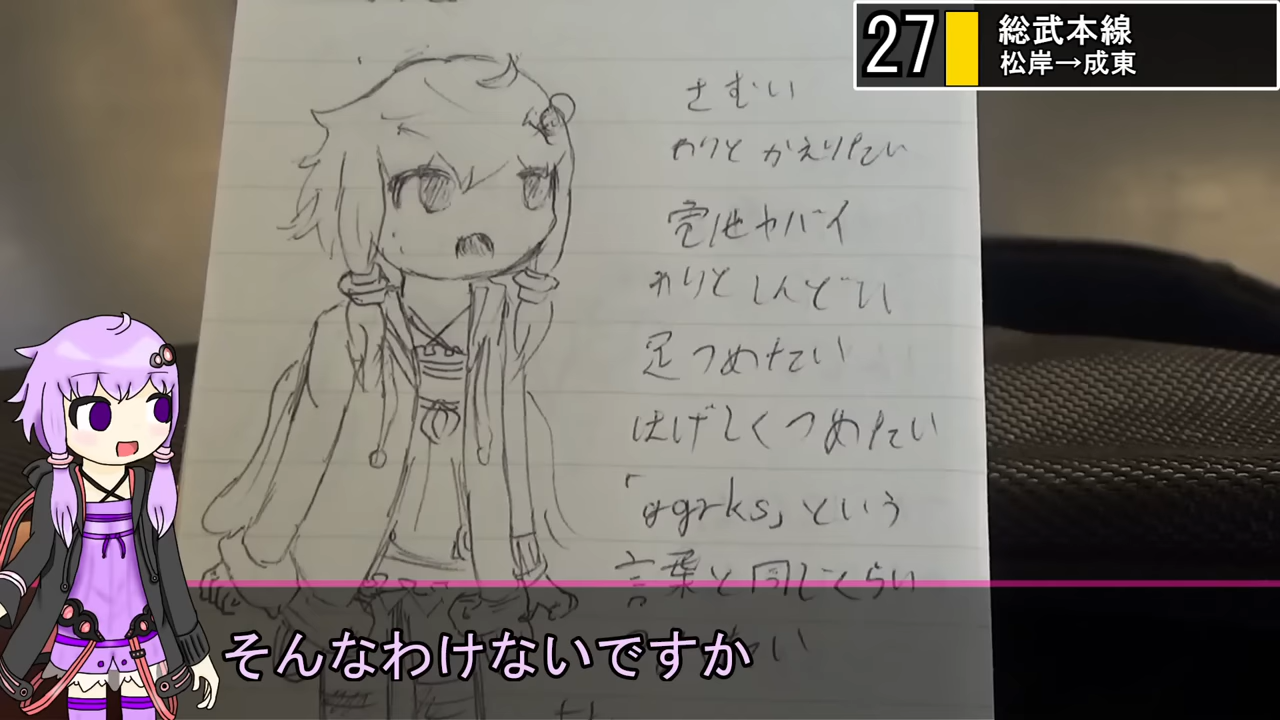 27
総武本線
松岸→成東
さむい
わりと かえりたい
電池ヤバイ
わりと しんどい
足つめたい
はげしくつめたい
「ggrks」という
言葉と同じくらい
そんなわけないですか